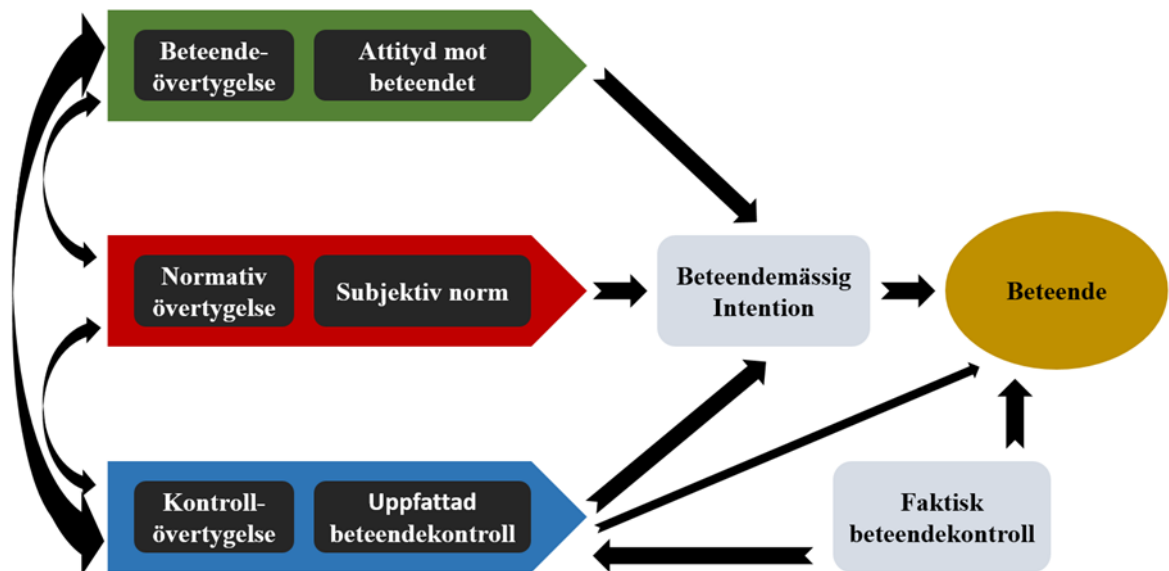 Beteende-
övertygelse
Attityd mot
beteendet
Normativ
övertygelse
Subjektiv norm
Beteendemässig
Intention
Beteende
Kontroll-
övertygelse
Uppfattad
beteendekontroll
Faktisk
beteendekontroll